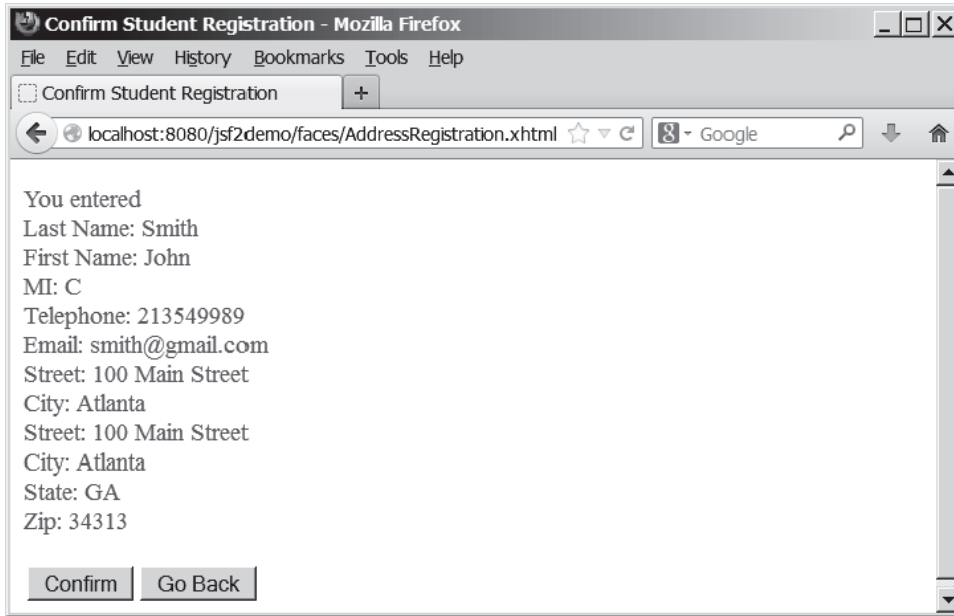 Confirm Student Registration - Mozilla Firefox
File Edit View History Bookmarks Tools Help
Confirm Student Registration +
localhost:8080/jsf2demo/faces/AddressRegistration.xhtml 8 Google
You entered
Last Name: Smith
First Name: John
MI: C
Telephone: 213549989
Email: smith@gmail.com
Street: 100 Main Street
City: Atlanta
Street: 100 Main Street
City: Atlanta
State: GA
Zip: 34313
Confirm Go Back